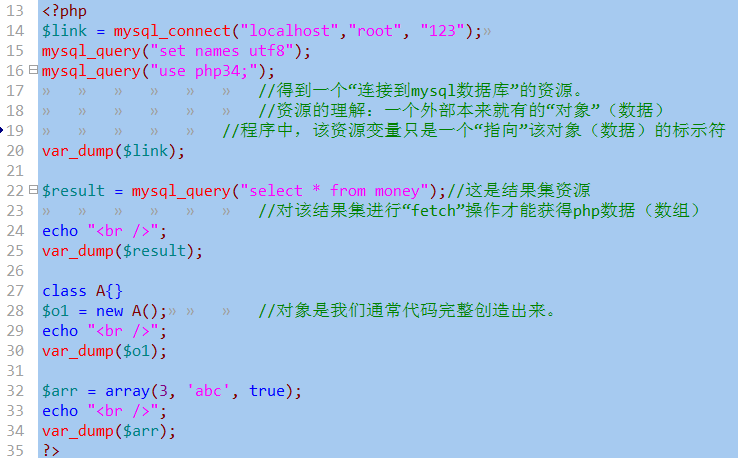 13 <?php
14 $link = mysql_connect("localhost","root", "123");»
15 mysql_query("set names utf8");
16 mysql_query("use php34;");
17 » » » » » » //得到一个“连接到mysql数据库”的资源。
18 » » » » » » //资源的理解：一个外部本来就有的“对象”（数据）
19 » » » » » //程序中，该资源变量只是一个“指向”该对象（数据）的标示符
20 var_dump($link);
21
22 $result = mysql_query("select * from money");//这是结果集资源
23 » » » » » » //对该结果集进行“fetch”操作才能获得php数据（数组）
24 echo "<br />";
25 var_dump($result);
26
27 class A{}
28 $o1 = new A();» » » //对象是我们通常代码完整创造出来。
29 echo "<br />";
30 var_dump($o1);
31
32 $arr = array(3, 'abc', true);
33 echo "<br />";
34 var_dump($arr);
35 ?>